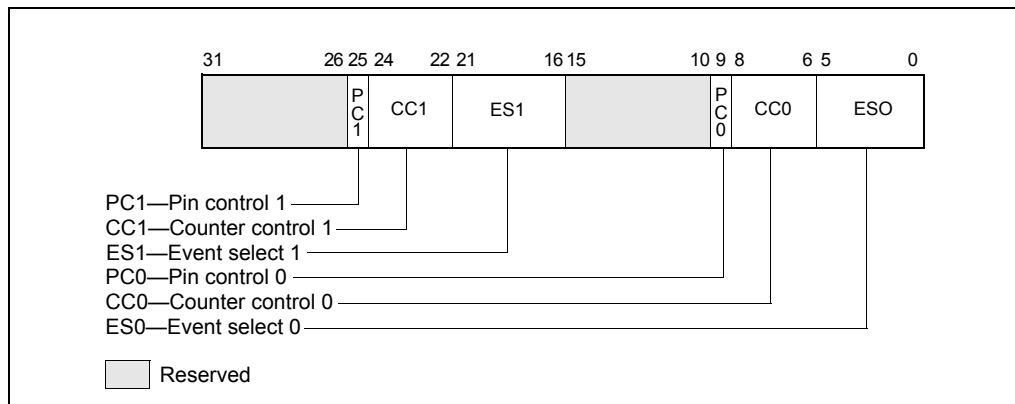 31 26 25 24 22 21 16 15 10 9 8 6 5 0
PC1 CC1 ES1 PC0 CC0 ESO
PC1—Pin control 1
CC1—Counter control 1
ES1—Event select 1
PC0—Pin control 0
CC0—Counter control 0
ES0—Event select 0
Reserved